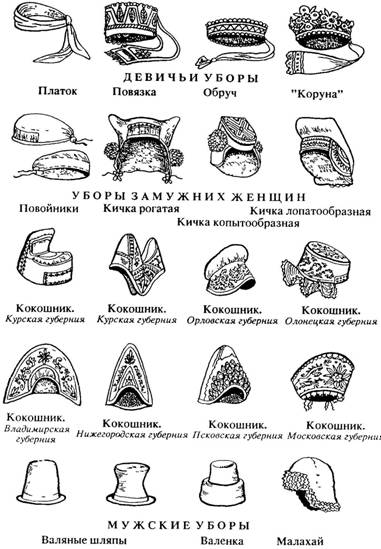 ДЕВИЧЬИ УБОРЫ
Платок Повязка Обруч "Коруна"
УБОРЫ ЗАМУЖНИХ ЖЕНЩИН
Повойники Кичка рогатая Кичка лопатообразная
Кичка копытообразная
Кокошник. Кокошник. Кокошник. Кокошник.
Курская губерния Курская губерния Орловская губерния Олонецкая губерния
Кокошник. Кокошник. Кокошник. Кокошник.
Владимирская Нижегородская губерния Псковская губерния Московская губерния
губерния
МУЖСКИЕ УБОРЫ
Валяные шляпы Валенка Малахай